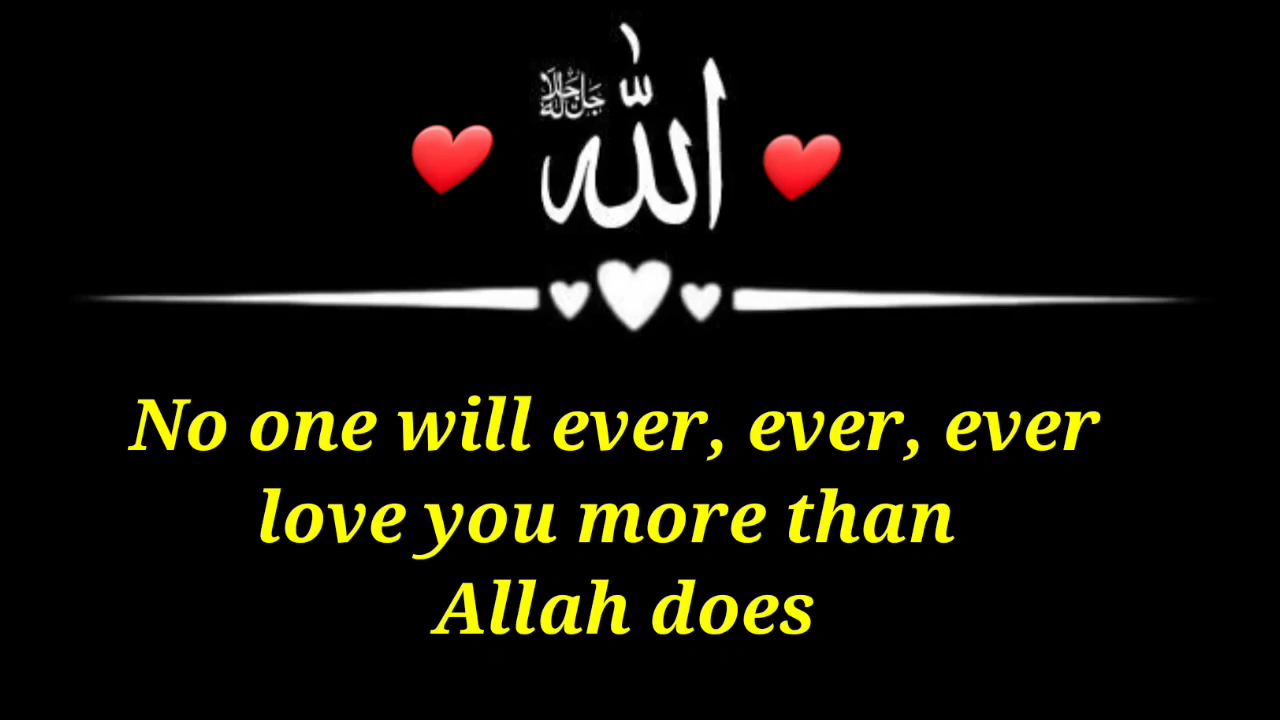 الله
جل جلاله
No one will ever, ever, ever
love you more than
Allah does